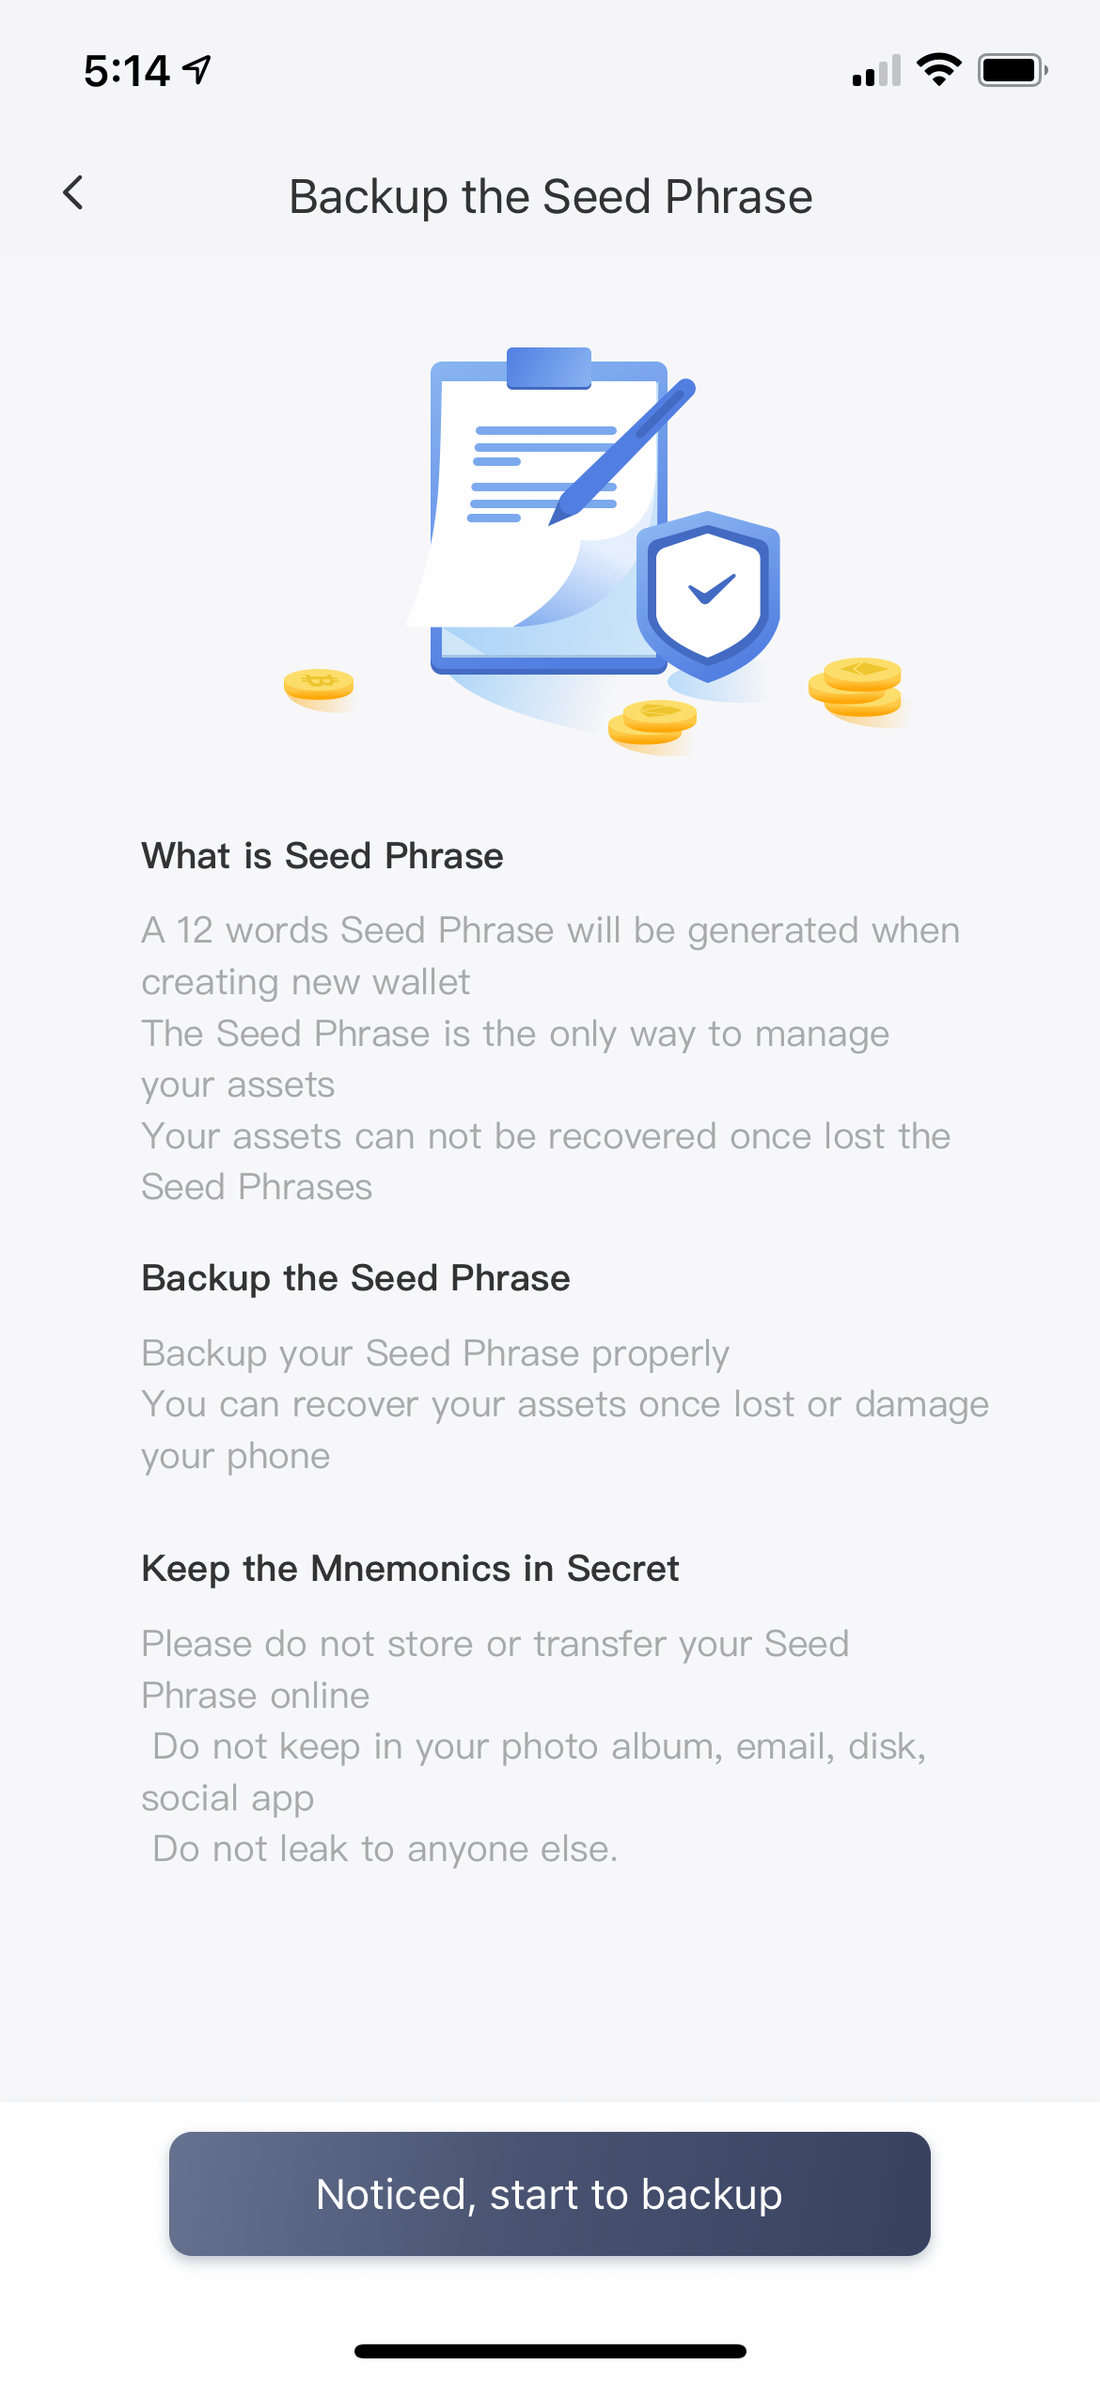 5:14
Backup the Seed Phrase
What is Seed Phrase
A 12 words Seed Phrase will be generated when
creating new wallet
The Seed Phrase is the only way to manage
your assets
Your assets can not be recovered once lost the
Seed Phrases
Backup the Seed Phrase
Backup your Seed Phrase properly
You can recover your assets once lost or damage
your phone
Keep the Mnemonics in Secret
Please do not store or transfer your Seed
Phrase online
Do not keep in your photo album, email, disk,
social app
Do not leak to anyone else.
Noticed, start to backup